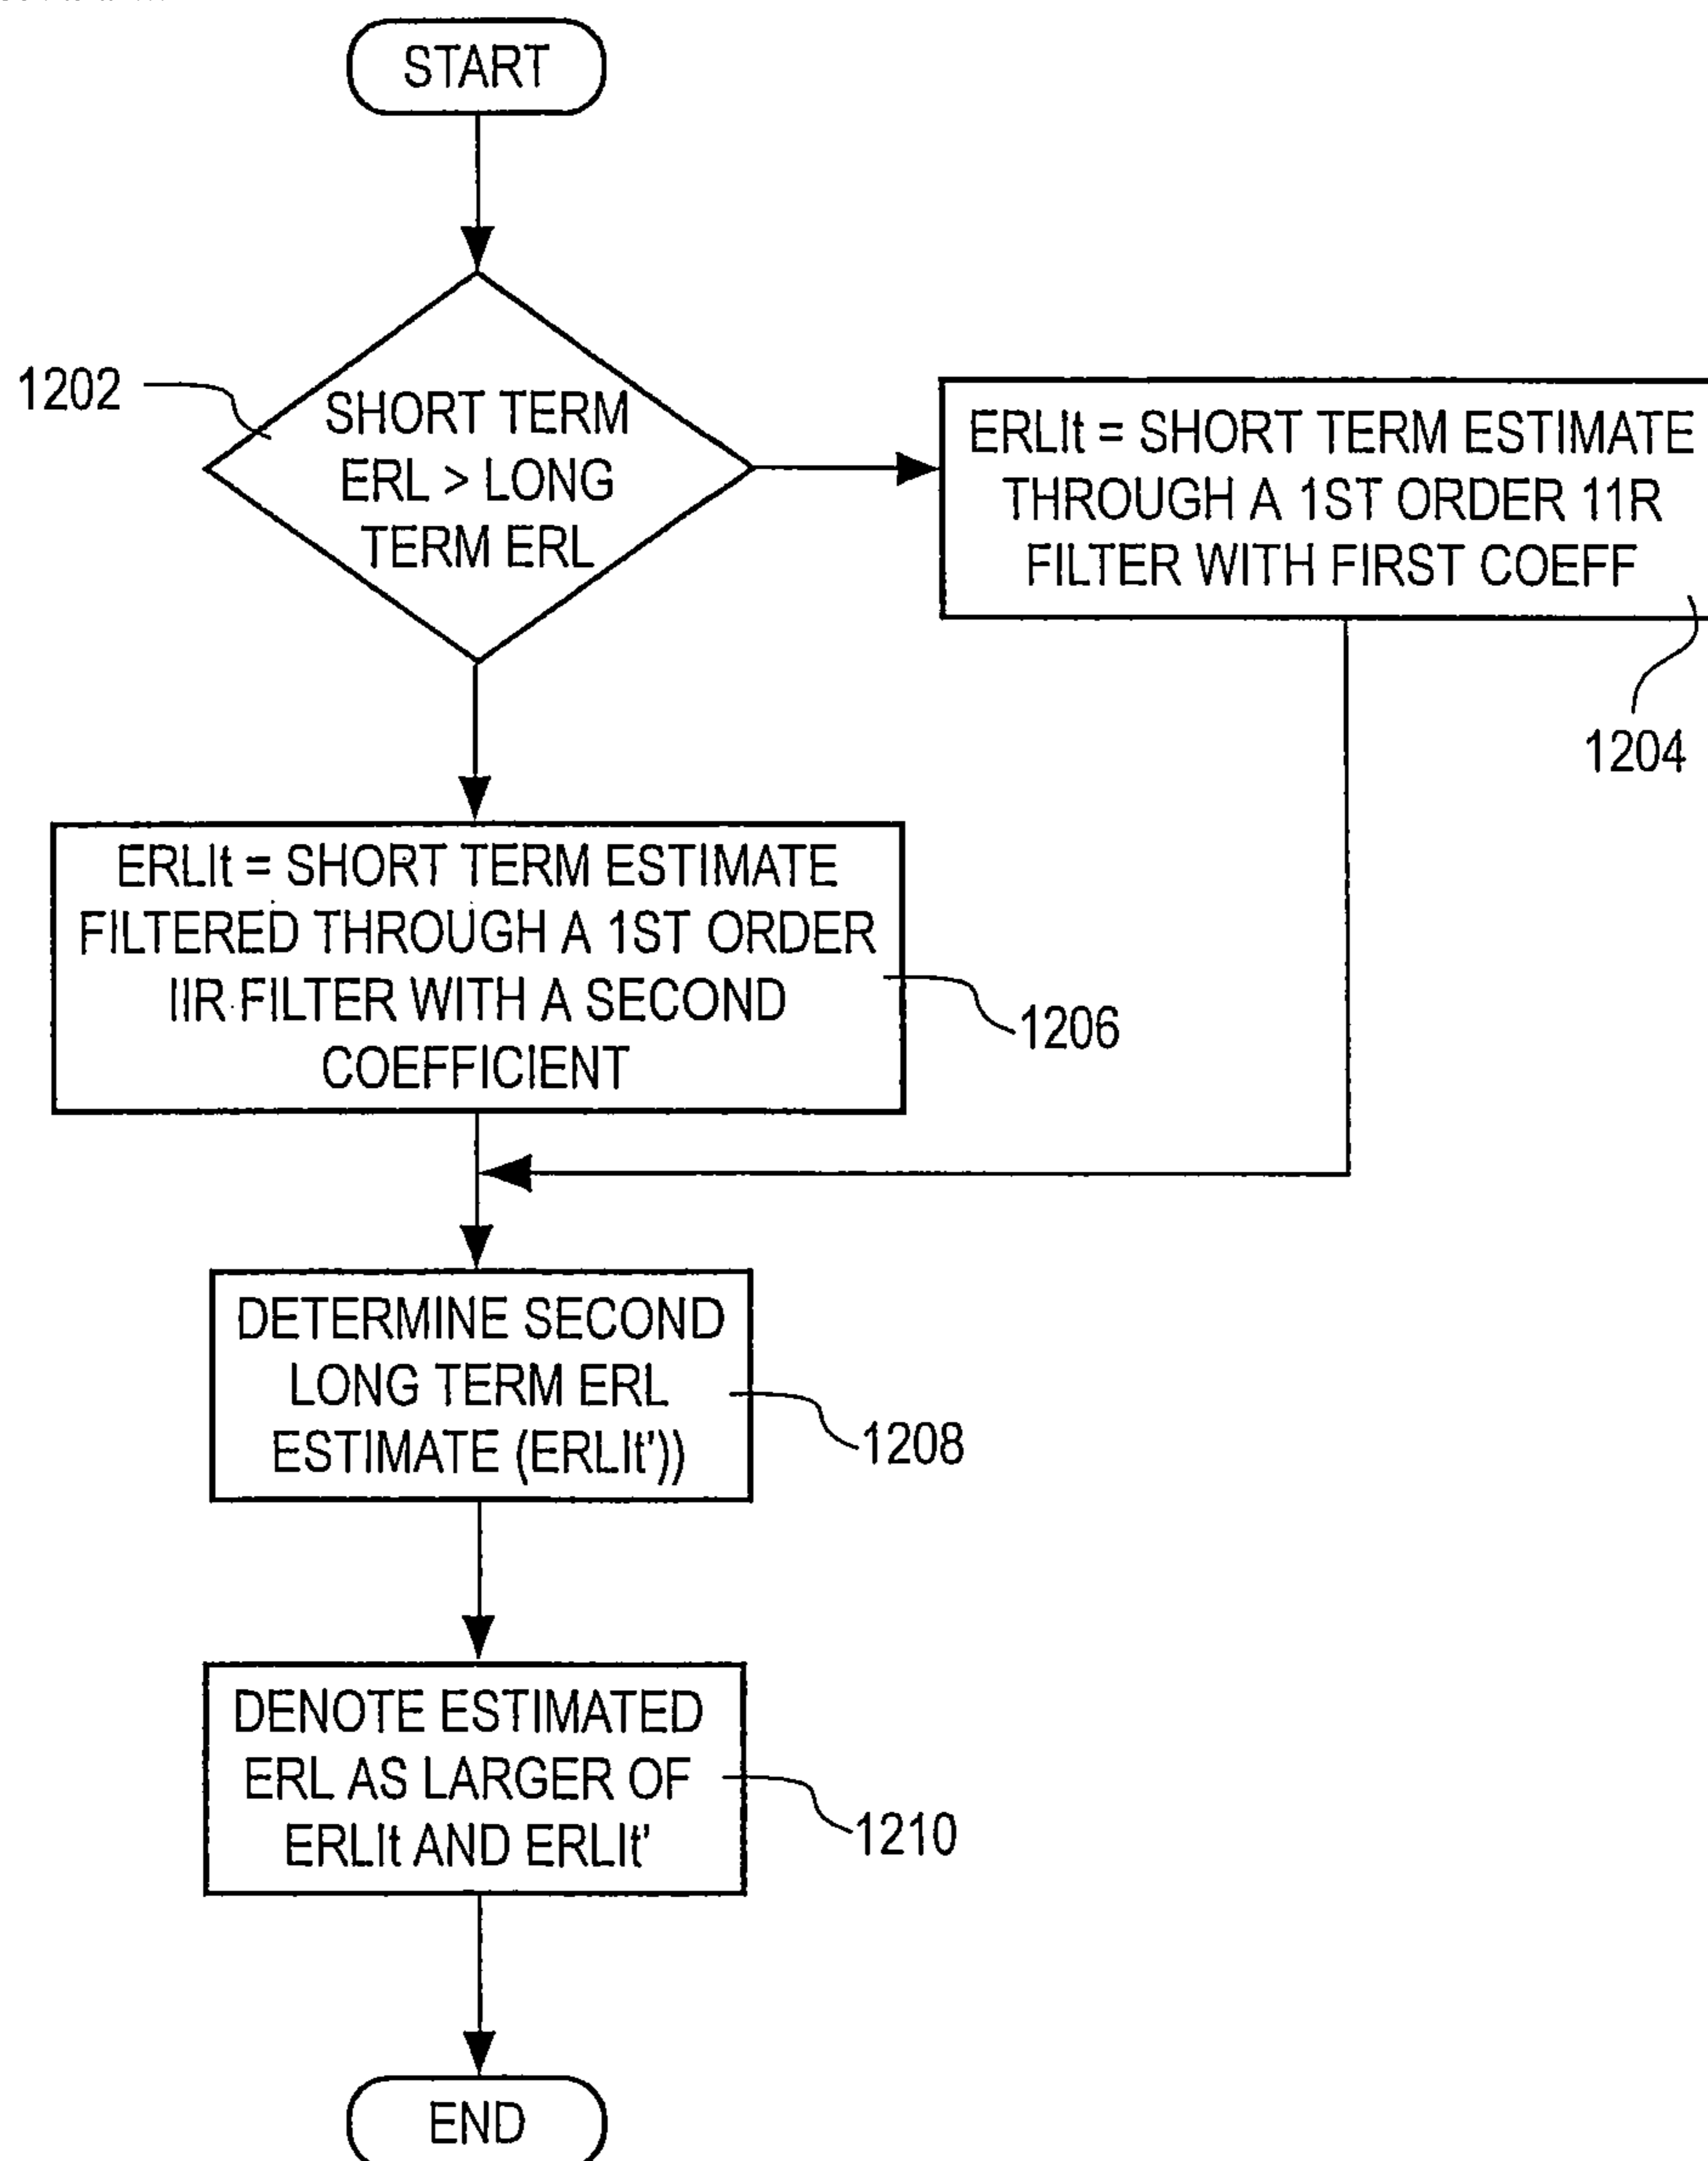 START
1202
SHORT TERM
ERL > LONG
TERM ERL
ERLlt = SHORT TERM ESTIMATE
THROUGH A 1ST ORDER 11R
FILTER WITH FIRST COEFF
1204
ERLlt = SHORT TERM ESTIMATE
FILTERED THROUGH A 1ST ORDER
IIR FILTER WITH A SECOND
COEFFICIENT
1206
DETERMINE SECOND
LONG TERM ERL
ESTIMATE (ERLlt'))
1208
DENOTE ESTIMATED
ERL AS LARGER OF
ERLlt AND ERLlt'
1210
END